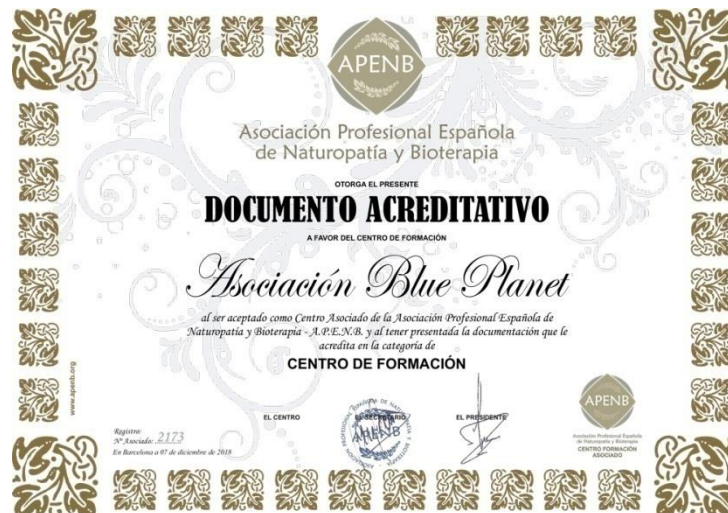 APENB
Asociación Profesional Española
de Naturopatía y Bioterapia
OTORGA EL PRESENTE
DOCUMENTO ACREDITATIVO
A FAVOR DEL CENTRO DE FORMACIÓN
Asociación Blue Planet
al ser aceptado como Centro Asociado de la Asociación Profesional Española de
Naturopatía y Bioterapia - A.P.E.N.B. y al tener presentada la documentación que le
acredita en la categoría de
CENTRO DE FORMACIÓN
www.apenb.org
EL CENTRO
EL SECRETARIO
EL PRESIDENTE
APENB
Registro:
Nº Asociado: 2173
En Barcelona a 07 de diciembre de 2018
APENB
Asociación Profesional Española
de Naturopatía y Bioterapia
CENTRO FORMACIÓN
ASOCIADO